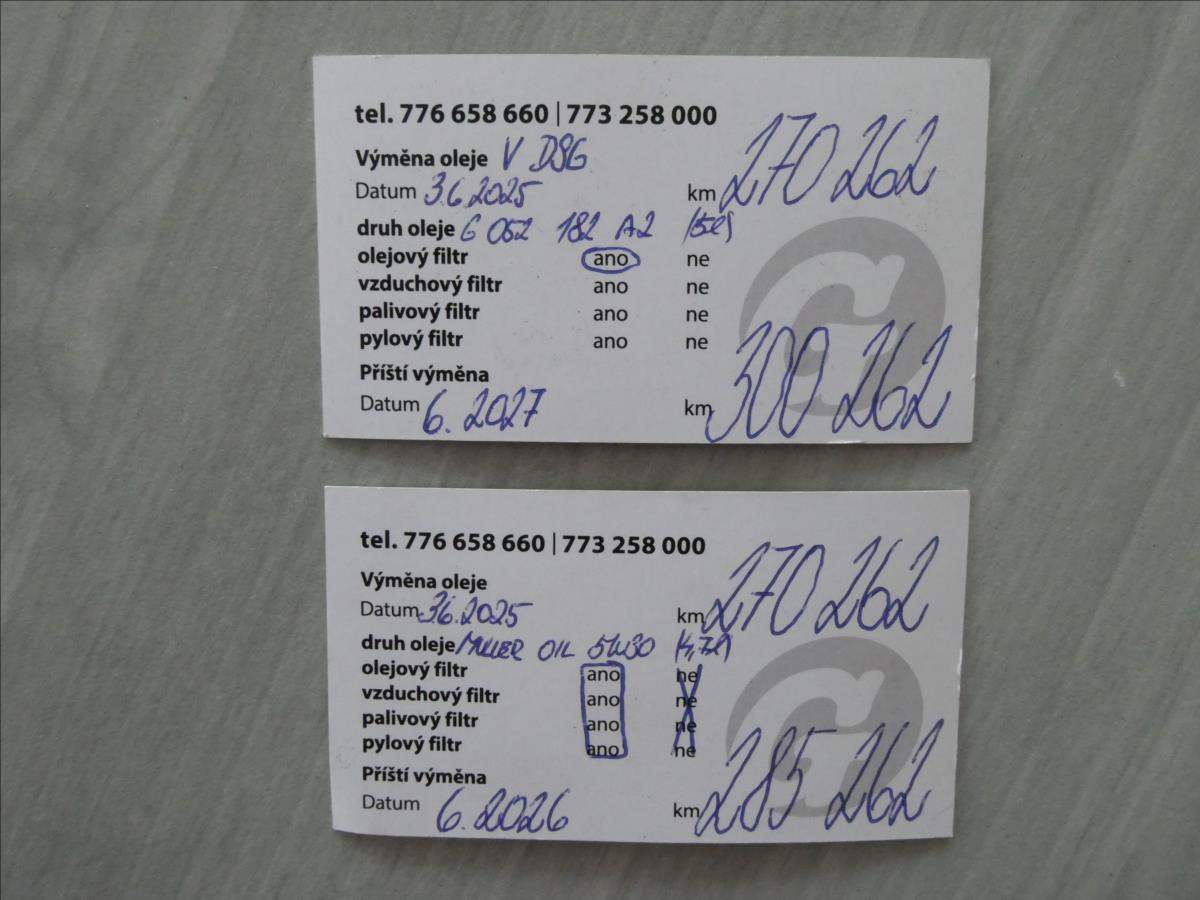 tel. 776 658 660 | 773 258 000
Výměna oleje V DSG
Datum 3.6.2025 km 270 262
druh oleje G 052 182 A2 (5l)
olejový filtr ano ne
vzduchový filtr ano ne
palivový filtr ano ne
pylový filtr ano ne
Příští výměna
Datum 6. 2027 km 300 262
tel. 776 658 660 | 773 258 000
Výměna oleje
Datum 3.6.2025 km 270 262
druh oleje OIL 5W30 (4,7l)
olejový filtr ano ne
vzduchový filtr ano ne
palivový filtr ano ne
pylový filtr ano ne
Příští výměna
Datum 6.2026 km 285 262